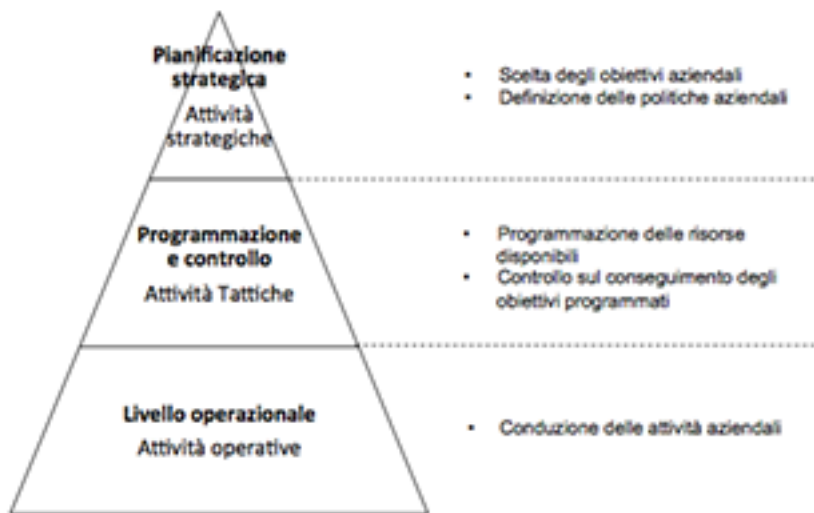 Pianificazione
strategica
Attività
strategiche
• Scelta degli obiettivi aziendali
• Definizione delle politiche aziendali
Programmazione
e controllo
Attività Tattiche
• Programmazione delle risorse
disponibili
• Controllo sul conseguimento degli
obiettivi programmati
Livello operazionale
Attività operative
• Conduzione delle attività aziendali